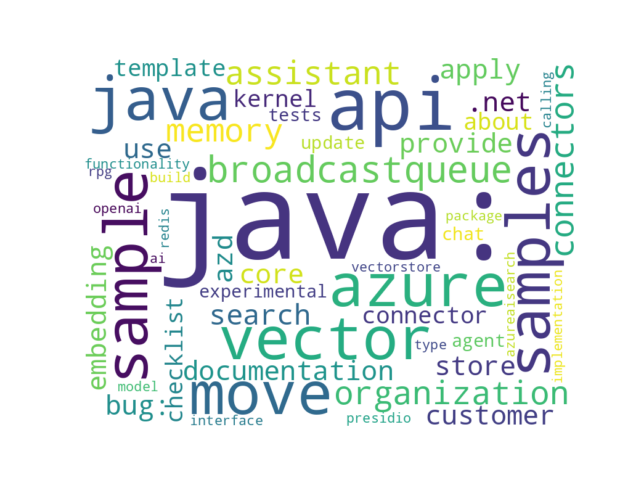 template
assistant
apply
java
api
kernel
.net
calling
connectors
tests
memory
about
samples
use
update
provide
functionality
broadcastqueue
rpg
build
sample
java:
openai
redis
package
ai
azd
chat
vectorstore
embedding
core
azure
azureaisearch
implementation
experimental
checklist
search
vector
connector
type
agent
documentation
store
model
move
organization
bug:
interface
presidio
customer